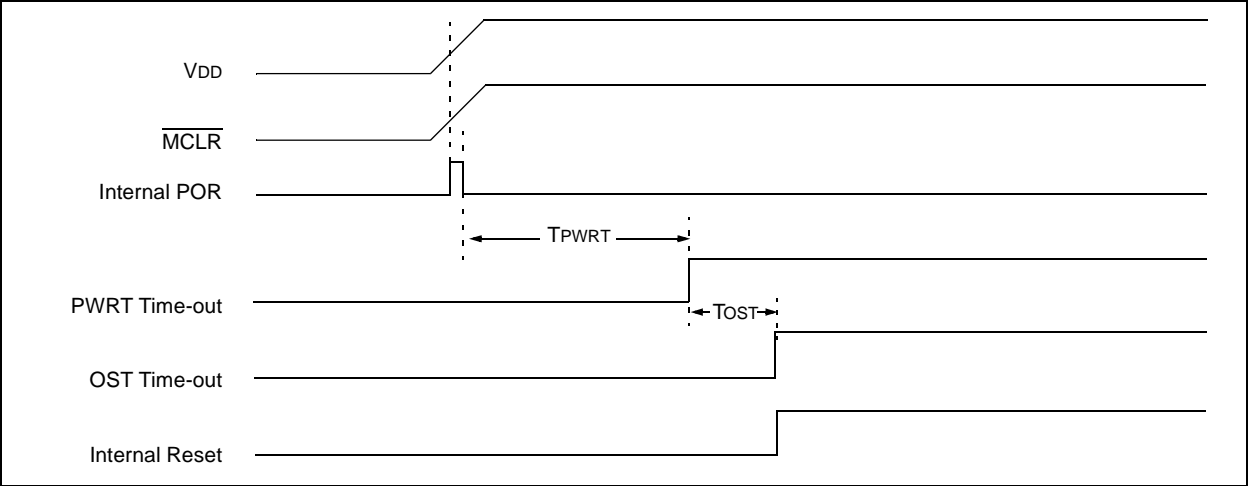 VDD
MCLR
Internal POR
TPWRT
PWRT Time-out
TOST
OST Time-out
Internal Reset